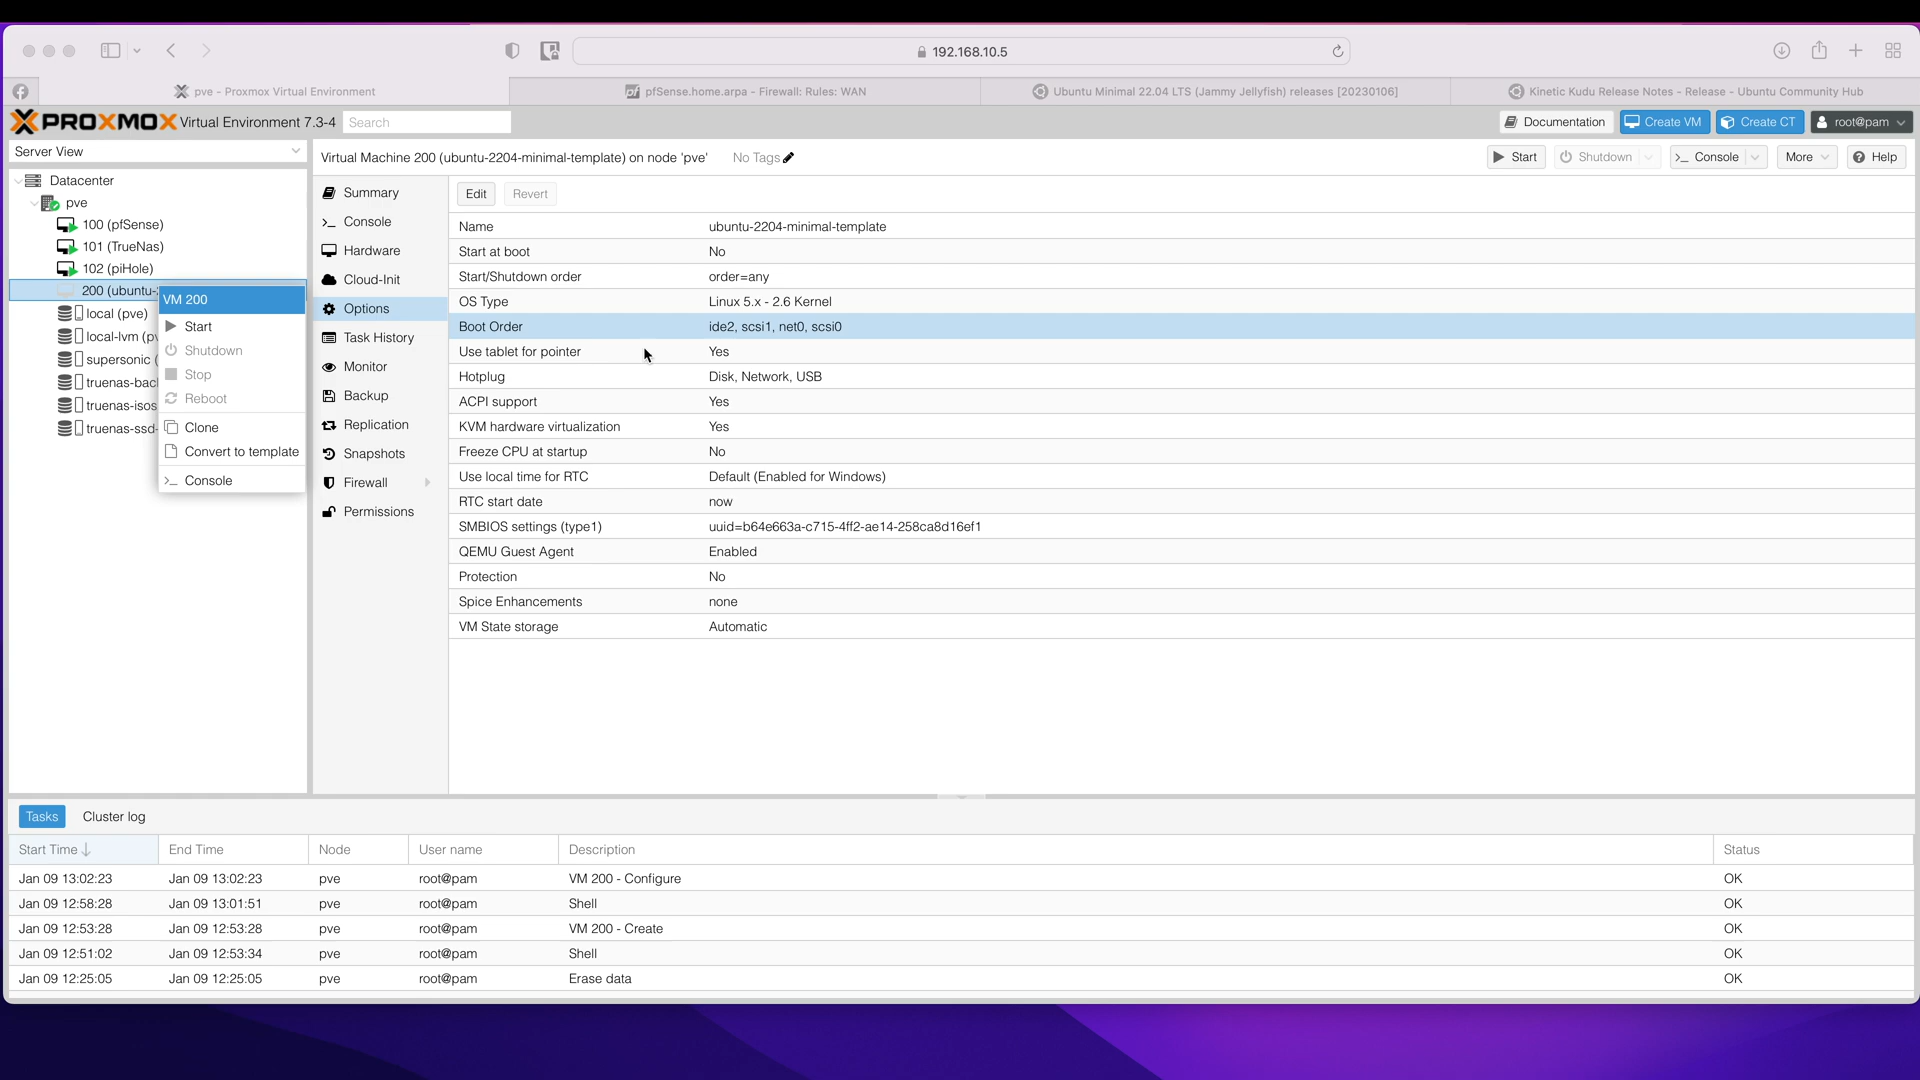 192.168.10.5
pve - Proxmox Virtual Environment
pfSense.home.arpa - Firewall: Rules: WAN
Ubuntu Minimal 22.04 LTS (Jammy Jellyfish) releases [20230106]
Kinetic Kudu Release Notes - Release - Ubuntu Community Hub
PROXMOX Virtual Environment 7.3-4
Search
Documentation
Create VM
Create CT
root@pam
Server View
Virtual Machine 200 (ubuntu-2204-minimal-template) on node 'pve'
No Tags
Start
Shutdown
Console
More
Help
Datacenter
pve
100 (pfSense)
101 (TrueNas)
102 (piHole)
200 (ubuntu-
local (pve)
local-lvm (pv
supersonic (
truenas-bac
truenas-isos
truenas-ssd-
VM 200
Start
Shutdown
Stop
Reboot
Clone
Convert to template
Console
Summary
Console
Hardware
Cloud-Init
Options
Task History
Monitor
Backup
Replication
Snapshots
Firewall
Permissions
Edit
Revert
Name ubuntu-2204-minimal-template
Start at boot No
Start/Shutdown order order=any
OS Type Linux 5.x - 2.6 Kernel
Boot Order ide2, scsi1, net0, scsi0
Use tablet for pointer Yes
Hotplug Disk, Network, USB
ACPI support Yes
KVM hardware virtualization Yes
Freeze CPU at startup No
Use local time for RTC Default (Enabled for Windows)
RTC start date now
SMBIOS settings (type1) uuid=b64e663a-c715-4ff2-ae14-258ca8d16ef1
QEMU Guest Agent Enabled
Protection No
Spice Enhancements none
VM State storage Automatic
Tasks
Cluster log
Start Time End Time Node User name Description Status
Jan 09 13:02:23 Jan 09 13:02:23 pve root@pam VM 200 - Configure OK
Jan 09 12:58:28 Jan 09 13:01:51 pve root@pam Shell OK
Jan 09 12:53:28 Jan 09 12:53:28 pve root@pam VM 200 - Create OK
Jan 09 12:51:02 Jan 09 12:53:34 pve root@pam Shell OK
Jan 09 12:25:05 Jan 09 12:25:05 pve root@pam Erase data OK